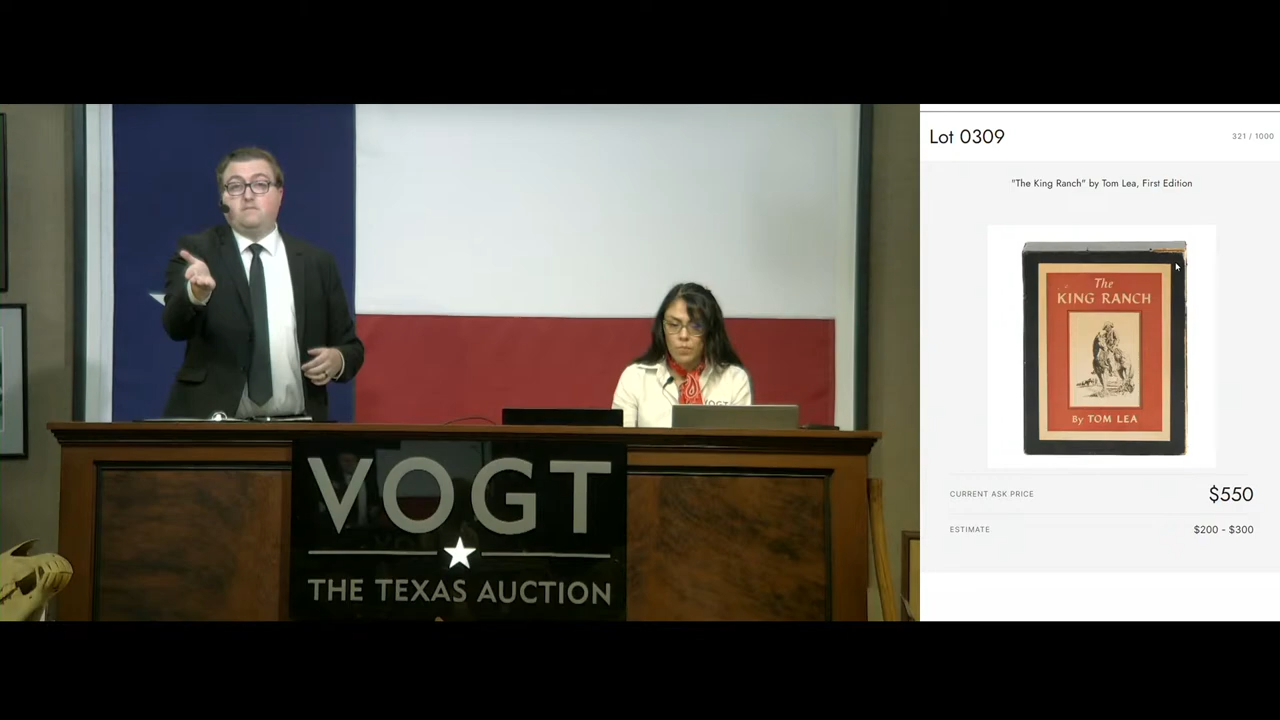 Lot 0309
321 / 1000
"The King Ranch" by Tom Lea, First Edition
The
KING RANCH
By TOM LEA
CURRENT ASK PRICE
$550
ESTIMATE
$200 - $300
VOGT
VOGT
THE TEXAS AUCTION